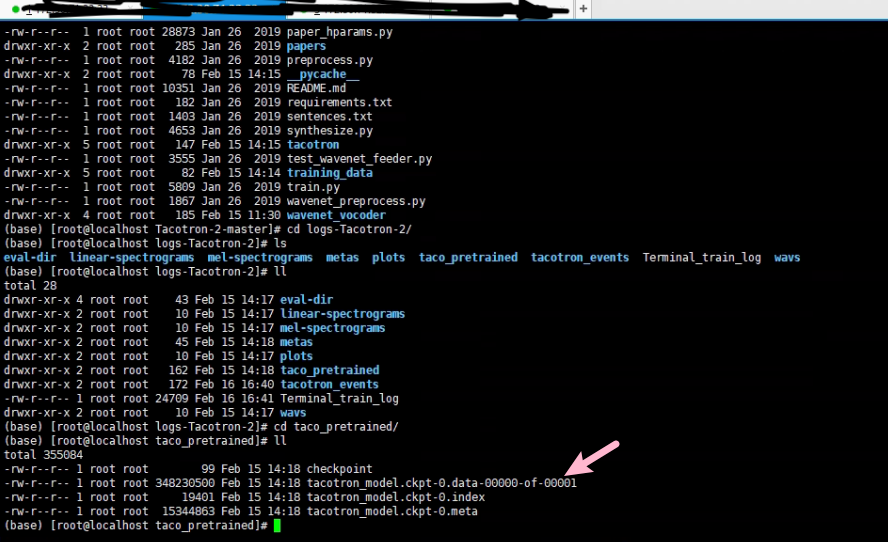 -rw-r--r-- 1 root root 28873 Jan 26 2019 paper_hparams.py
drwxr-xr-x 2 root root 285 Jan 26 2019 papers
-rw-r--r-- 1 root root 4182 Jan 26 2019 preprocess.py
drwxr-xr-x 2 root root 78 Feb 15 14:15 __pycache__
-rw-r--r-- 1 root root 10351 Jan 26 2019 README.md
-rw-r--r-- 1 root root 182 Jan 26 2019 requirements.txt
-rw-r--r-- 1 root root 1403 Jan 26 2019 sentences.txt
-rw-r--r-- 1 root root 4653 Jan 26 2019 synthesize.py
drwxr-xr-x 5 root root 147 Feb 15 14:15 tacotron
-rw-r--r-- 1 root root 3555 Jan 26 2019 test_wavenet_feeder.py
drwxr-xr-x 5 root root 82 Feb 15 14:14 training_data
-rw-r--r-- 1 root root 5809 Jan 26 2019 train.py
-rw-r--r-- 1 root root 1867 Jan 26 2019 wavenet_preprocess.py
drwxr-xr-x 4 root root 185 Feb 15 11:30 wavenet_vocoder
(base) [root@localhost Tacotron-2-master]# cd logs-Tacotron-2/
(base) [root@localhost logs-Tacotron-2]# ls
eval-dir linear-spectrograms mel-spectrograms metas plots taco_pretrained tacotron_events Terminal_train_log wavs
(base) [root@localhost logs-Tacotron-2]# ll
total 28
drwxr-xr-x 4 root root 43 Feb 15 14:17 eval-dir
drwxr-xr-x 2 root root 10 Feb 15 14:17 linear-spectrograms
drwxr-xr-x 2 root root 10 Feb 15 14:17 mel-spectrograms
drwxr-xr-x 2 root root 45 Feb 15 14:18 metas
drwxr-xr-x 2 root root 10 Feb 15 14:17 plots
drwxr-xr-x 2 root root 162 Feb 15 14:18 taco_pretrained
drwxr-xr-x 2 root root 172 Feb 16 16:40 tacotron_events
-rw-r--r-- 1 root root 24709 Feb 16 16:41 Terminal_train_log
drwxr-xr-x 2 root root 10 Feb 15 14:17 wavs
(base) [root@localhost logs-Tacotron-2]# cd taco_pretrained/
(base) [root@localhost taco_pretrained]# ll
total 355084
-rw-r--r-- 1 root root 99 Feb 15 14:18 checkpoint
-rw-r--r-- 1 root root 348230500 Feb 15 14:18 tacotron_model.ckpt-0.data-00000-of-00001
-rw-r--r-- 1 root root 19401 Feb 15 14:18 tacotron_model.ckpt-0.index
-rw-r--r-- 1 root root 15344863 Feb 15 14:18 tacotron_model.ckpt-0.meta
(base) [root@localhost taco_pretrained]#